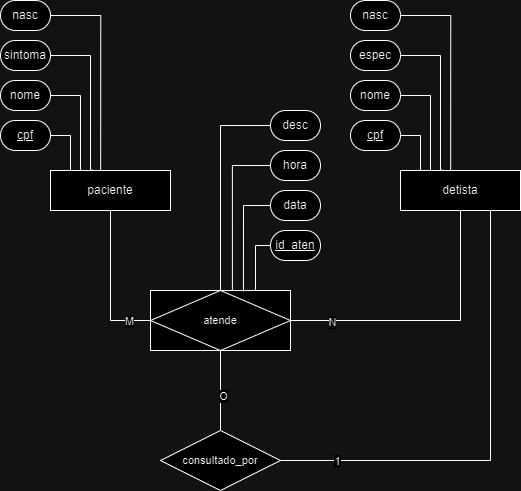 nasc
sintoma
nome
cpf
paciente
nasc
espec
nome
cpf
detista
desc
hora
data
id_aten
M
atende
N
O
consultado_por
1